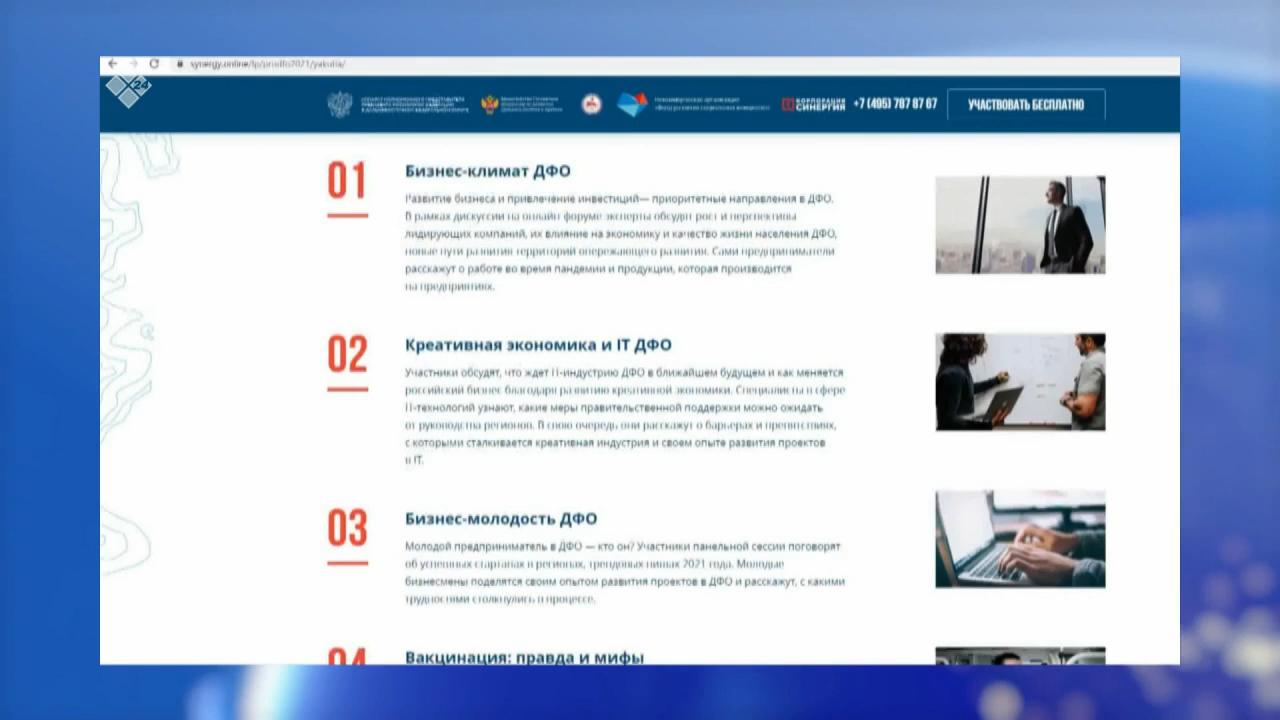 synergy.online/lp/prodfo2021/yakutia/
24
КОРПОРАЦИЯ
СИНЕРГИЯ
+7 (495) 787 87 67
УЧАСТВОВАТЬ БЕСПЛАТНО
01
Бизнес-климат ДФО
Развитие бизнеса и привлечение инвестиций— приоритетные направления в ДФО.
В рамках дискуссии на онлайн форуме эксперты обсудят рост и перспективы
лидирующих компаний, их влияние на экономику и качество жизни населения ДФО,
новые пути развития территорий опережающего развития. Сами предприниматели
расскажут о работе во время пандемии и продукции, которая производится
на предприятиях.
02
Креативная экономика и IT ДФО
Участники обсудят, что ждет IT-индустрию ДФО в ближайшем будущем и как меняется
российский бизнес благодаря развитию креативной экономики. Специалисты в сфере
IT-технологий узнают, какие меры правительственной поддержки можно ожидать
от руководства регионов. В свою очередь они расскажут о барьерах и препятствиях,
с которыми сталкивается креативная индустрия и своем опыте развития проектов
в IT.
03
Бизнес-молодость ДФО
Молодой предприниматель в ДФО — кто он? Участники панельной сессии поговорят
об успешных стартапах в регионах, трендовых нишах 2021 года. Молодые
бизнесмены поделятся своим опытом развития проектов в ДФО и расскажут, с какими
трудностями столкнулись в процессе.
04
Вакцинация: правда и мифы